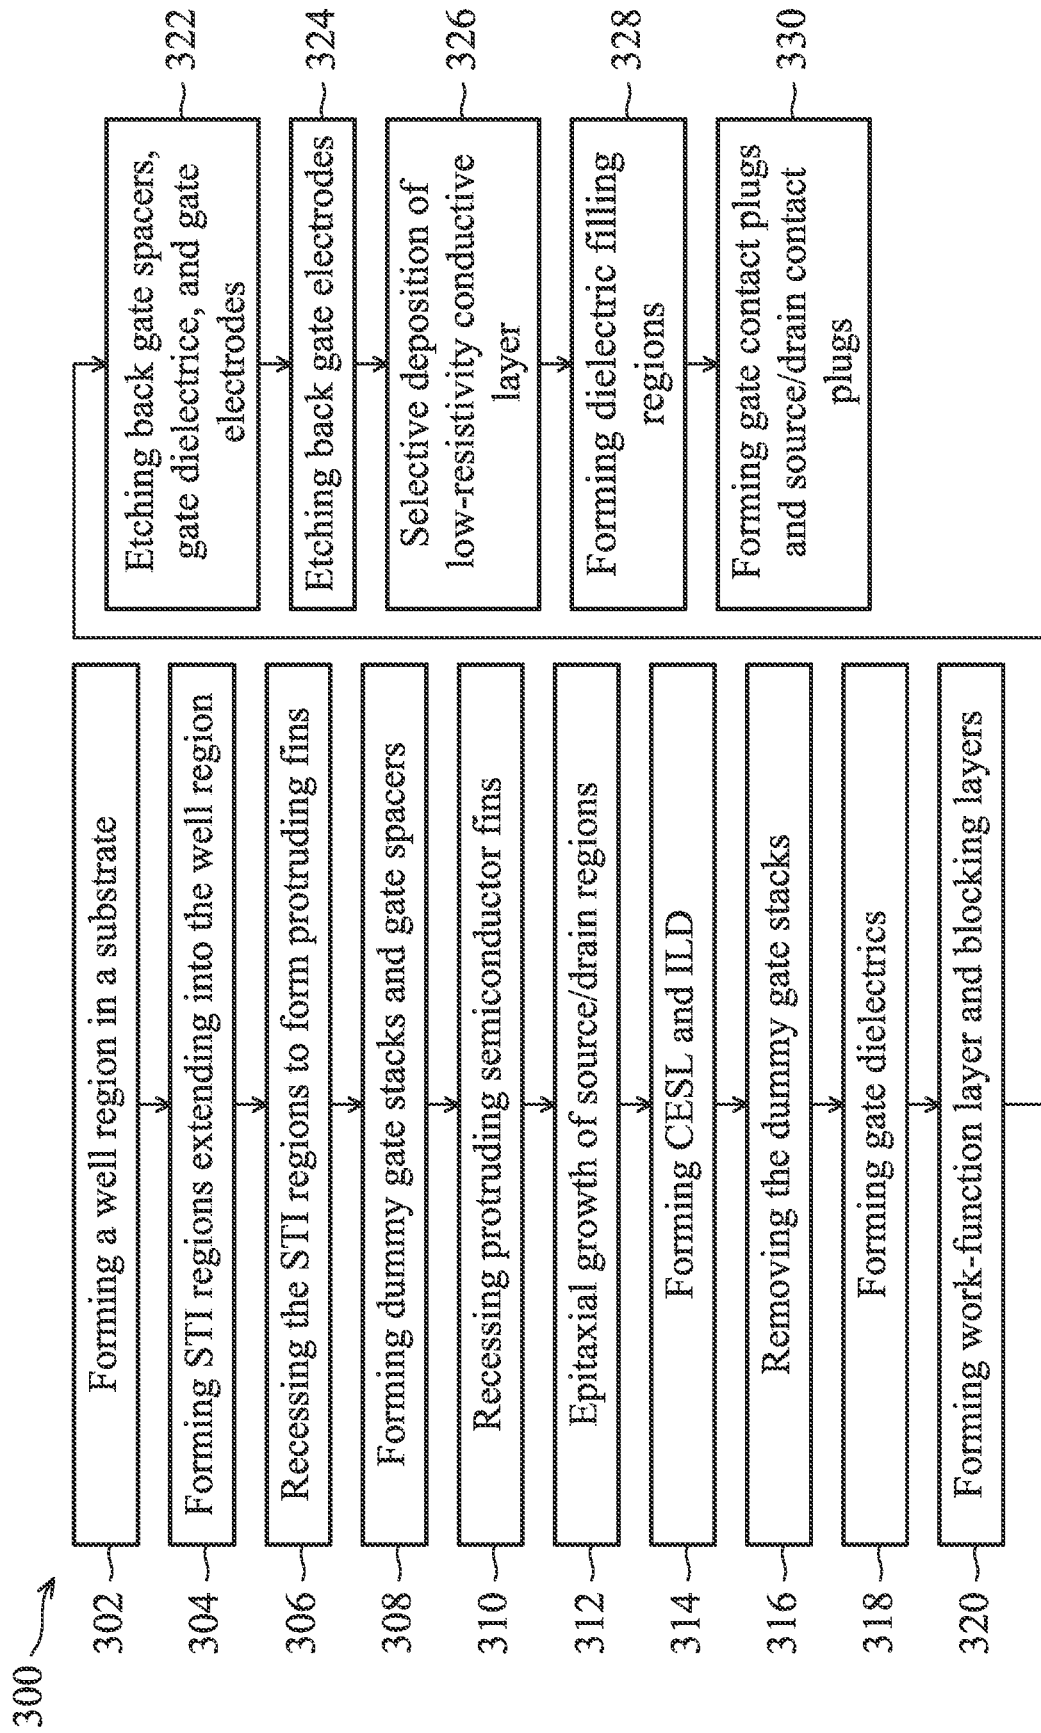 300
302
Forming a well region in a substrate
304
Forming STI regions extending into the well region
306
Recessing the STI regions to form protruding fins
308
Forming dummy gate stacks and gate spacers
310
Recessing protruding semiconductor fins
312
Epitaxial growth of source/drain regions
314
Forming CESL and ILD
316
Removing the dummy gate stacks
318
Forming gate dielectrics
320
Forming work-function layer and blocking layers
Etching back gate spacers,
gate dielectrice, and gate
electrodes
322
Etching back gate electrodes
324
Selective deposition of
low-resistivity conductive
layer
326
Forming dielectric filling
regions
328
Forming gate contact plugs
and source/drain contact
plugs
330